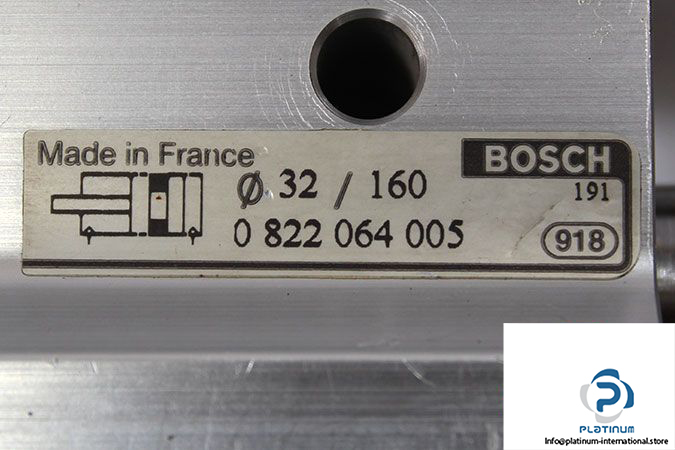 Made in France
BOSCH
Ø 32 / 160
191
0 822 064 005
918
PLATINUM
Info@platinum-international.store